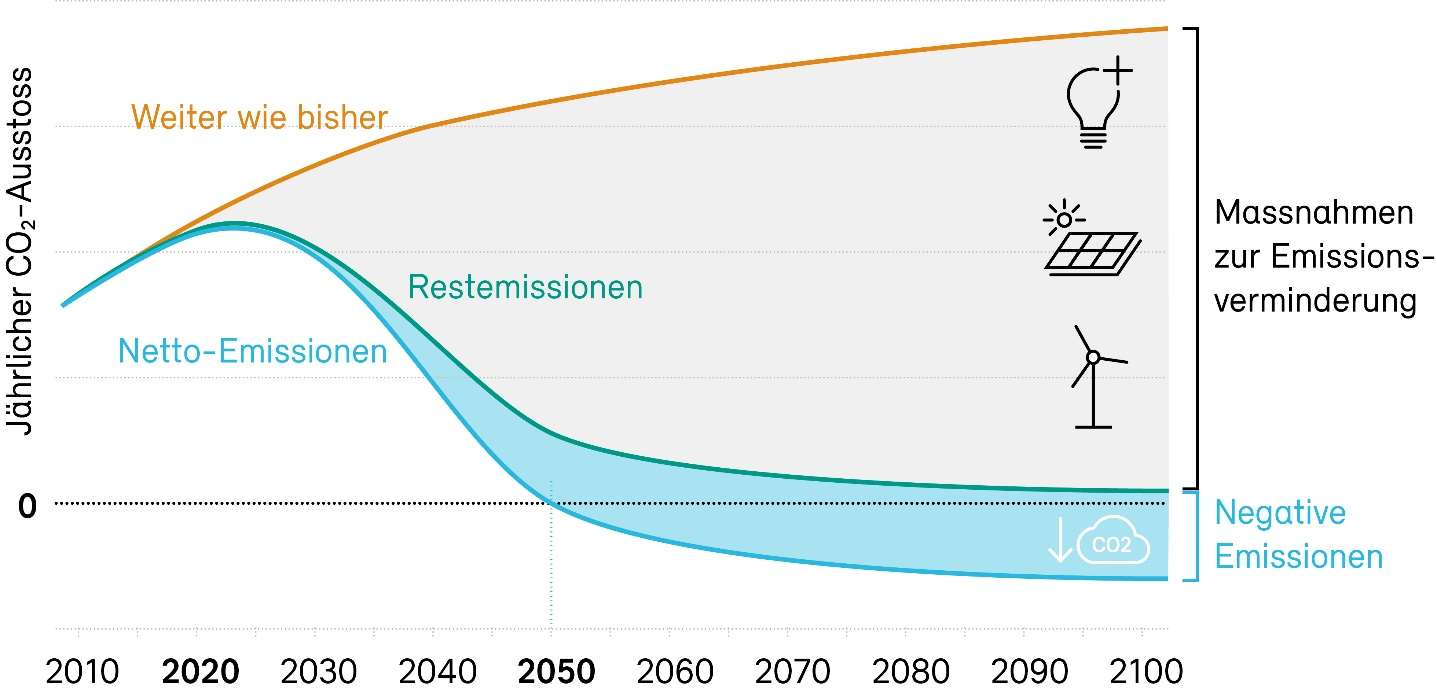 Jährlicher CO₂-Ausstoss
Weiter wie bisher
Restemissionen
Netto-Emissionen
0
Massnahmen
zur Emissions-
verminderung
CO2
Negative
Emissionen
2010 2020 2030 2040 2050 2060 2070 2080 2090 2100